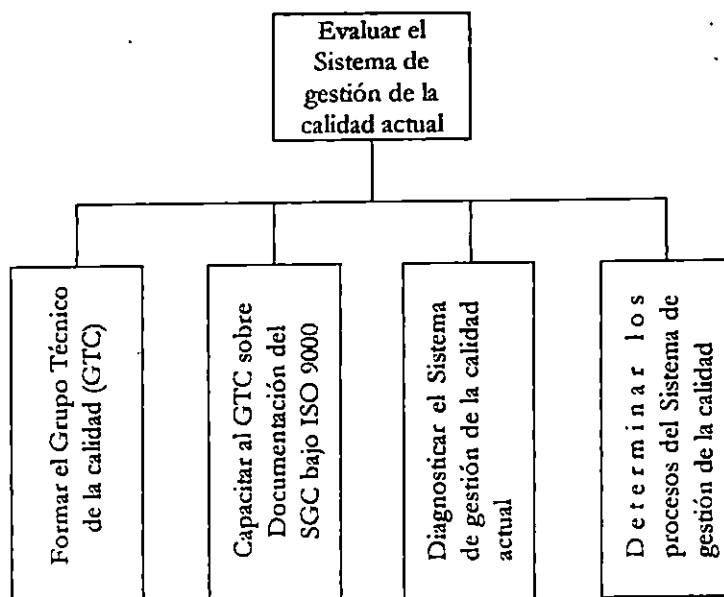 Evaluar el
Sistema de
gestión de la
calidad actual
Formar el Grupo Técnico
de la calidad (GTC)
Capacitar al GTC sobre
Documentación del
SGC bajo ISO 9000
Diagnosticar el Sistema
de gestión de la calidad
actual
Determinar los
procesos del Sistema de
gestión de la calidad